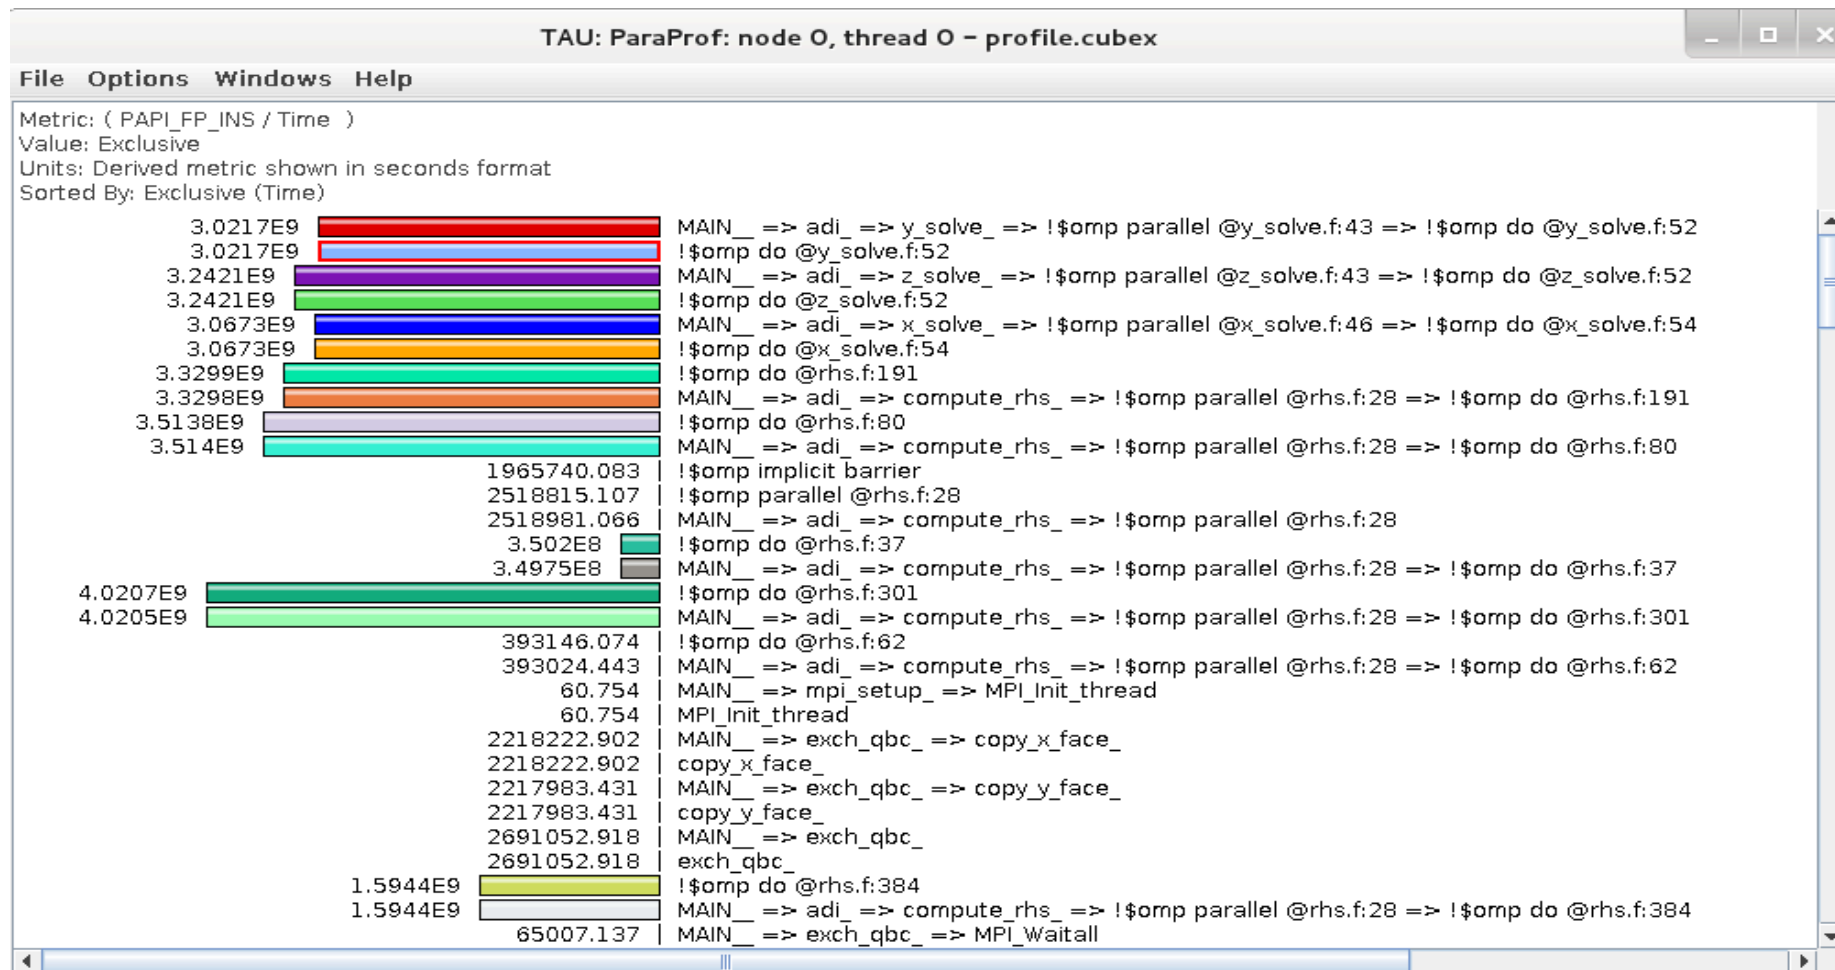 TAU: ParaProf: node 0, thread 0 – profile.cubex
File Options Windows Help
Metric: ( PAPI_FP_INS / Time )
Value: Exclusive
Units: Derived metric shown in seconds format
Sorted By: Exclusive (Time)
3.0217E9 MAIN__ => adi_ => y_solve_ => !$omp parallel @y_solve.f:43 => !$omp do @y_solve.f:52
3.0217E9 !$omp do @y_solve.f:52
3.2421E9 MAIN__ => adi_ => z_solve_ => !$omp parallel @z_solve.f:43 => !$omp do @z_solve.f:52
3.2421E9 !$omp do @z_solve.f:52
3.0673E9 MAIN__ => adi_ => x_solve_ => !$omp parallel @x_solve.f:46 => !$omp do @x_solve.f:54
3.0673E9 !$omp do @x_solve.f:54
3.3299E9 !$omp do @rhs.f:191
3.3298E9 MAIN__ => adi_ => compute_rhs_ => !$omp parallel @rhs.f:28 => !$omp do @rhs.f:191
3.5138E9 !$omp do @rhs.f:80
3.514E9 MAIN__ => adi_ => compute_rhs_ => !$omp parallel @rhs.f:28 => !$omp do @rhs.f:80
1965740.083 !$omp implicit barrier
2518815.107 !$omp parallel @rhs.f:28
2518981.066 MAIN__ => adi_ => compute_rhs_ => !$omp parallel @rhs.f:28
3.502E8 !$omp do @rhs.f:37
3.4975E8 MAIN__ => adi_ => compute_rhs_ => !$omp parallel @rhs.f:28 => !$omp do @rhs.f:37
4.0207E9 !$omp do @rhs.f:301
4.0205E9 MAIN__ => adi_ => compute_rhs_ => !$omp parallel @rhs.f:28 => !$omp do @rhs.f:301
393146.074 !$omp do @rhs.f:62
393024.443 MAIN__ => adi_ => compute_rhs_ => !$omp parallel @rhs.f:28 => !$omp do @rhs.f:62
60.754 MAIN__ => mpi_setup_ => MPI_Init_thread
60.754 MPI_Init_thread
2218222.902 MAIN__ => exch_qbc_ => copy_x_face_
2218222.902 copy_x_face_
2217983.431 MAIN__ => exch_qbc_ => copy_y_face_
2217983.431 copy_y_face_
2691052.918 MAIN__ => exch_qbc_
2691052.918 exch_qbc_
1.5944E9 !$omp do @rhs.f:384
1.5944E9 MAIN__ => adi_ => compute_rhs_ => !$omp parallel @rhs.f:28 => !$omp do @rhs.f:384
65007.137 MAIN__ => exch_qbc_ => MPI_Waitall